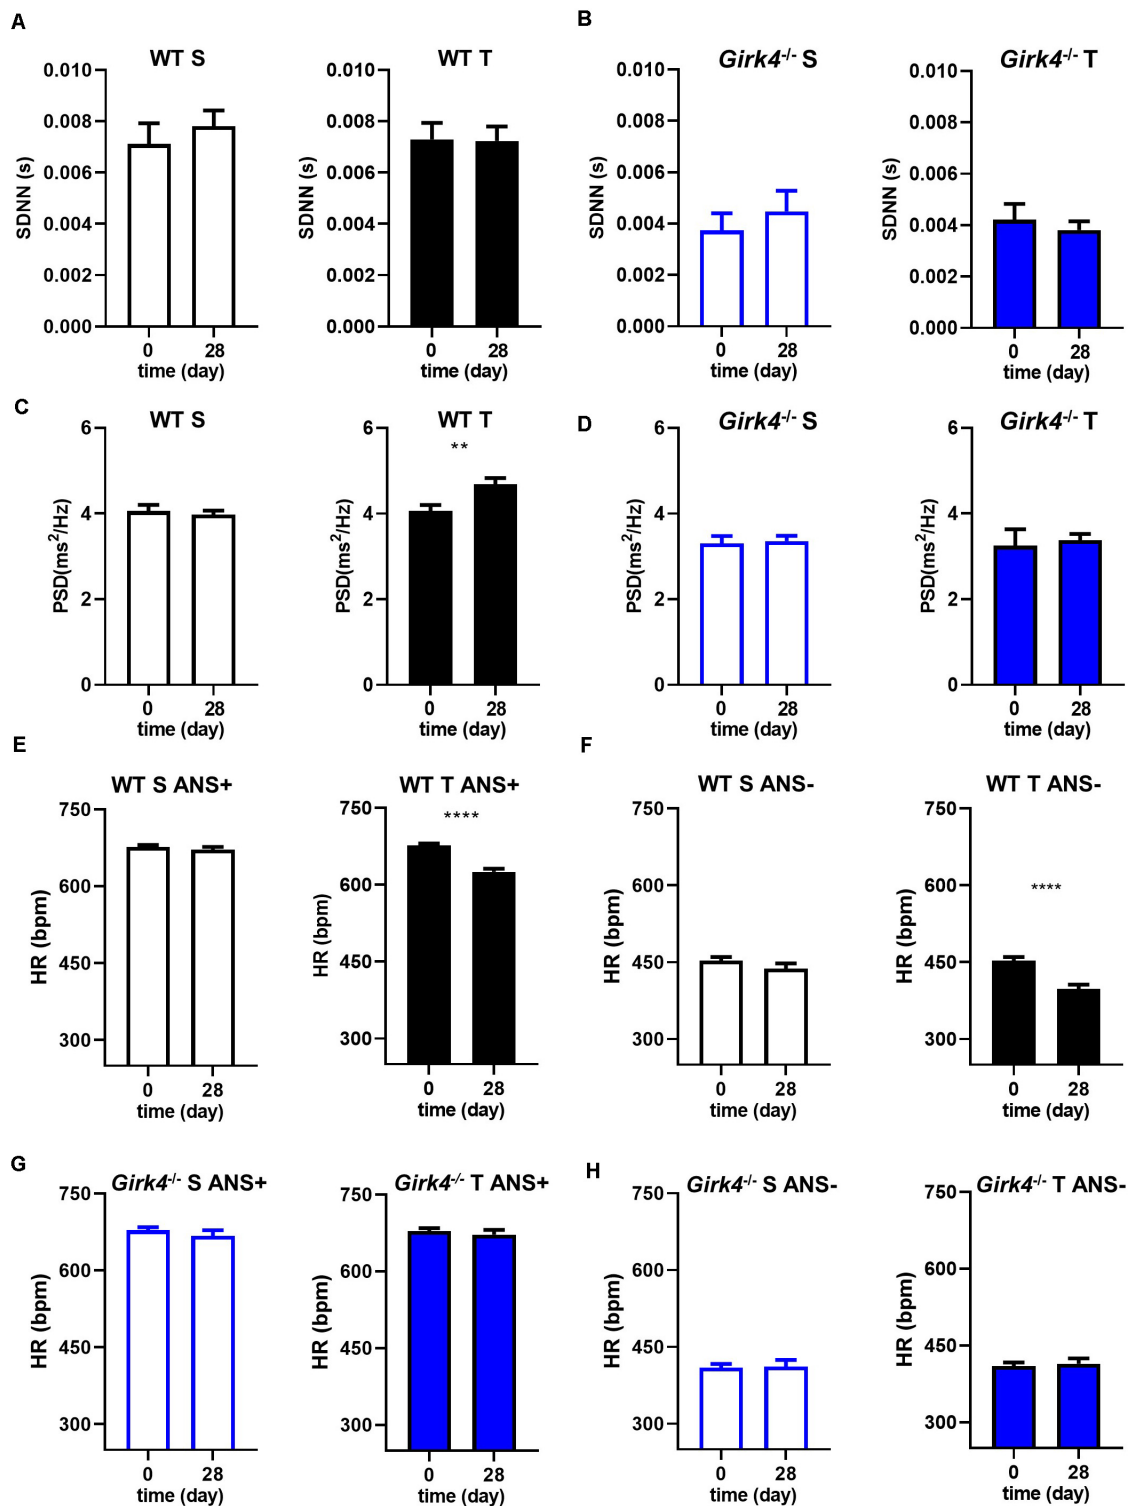 A
WT S
SDNN (s)
0.010
0.008
0.006
0.004
0.002
0.000
0 28
time (day)
WT T
SDNN (s)
0.010
0.008
0.006
0.004
0.002
0.000
0 28
time (day)
B
Girk4-/- S
SDNN (s)
0.010
0.008
0.006
0.004
0.002
0.000
0 28
time (day)
Girk4-/- T
SDNN (s)
0.010
0.008
0.006
0.004
0.002
0.000
0 28
time (day)
C
WT S
PSD(ms2/Hz)
6
4
2
0
0 28
time (day)
WT T
**
PSD(ms2/Hz)
6
4
2
0
0 28
time (day)
D
Girk4-/- S
PSD(ms2/Hz)
6
4
2
0
0 28
time (day)
Girk4-/- T
PSD(ms2/Hz)
6
4
2
0
0 28
time (day)
E
WT S ANS+
HR (bpm)
750
600
450
300
0 28
time (day)
WT T ANS+
****
HR (bpm)
750
600
450
300
0 28
time (day)
F
WT S ANS-
HR (bpm)
750
600
450
300
0 28
time (day)
WT T ANS-
****
HR (bpm)
750
600
450
300
0 28
time (day)
G
Girk4-/- S ANS+
HR (bpm)
750
600
450
300
0 28
time (day)
Girk4-/- T ANS+
HR (bpm)
750
600
450
300
0 28
time (day)
H
Girk4-/- S ANS-
HR (bpm)
750
600
450
300
0 28
time (day)
Girk4-/- T ANS-
HR (bpm)
750
600
450
300
0 28
time (day)